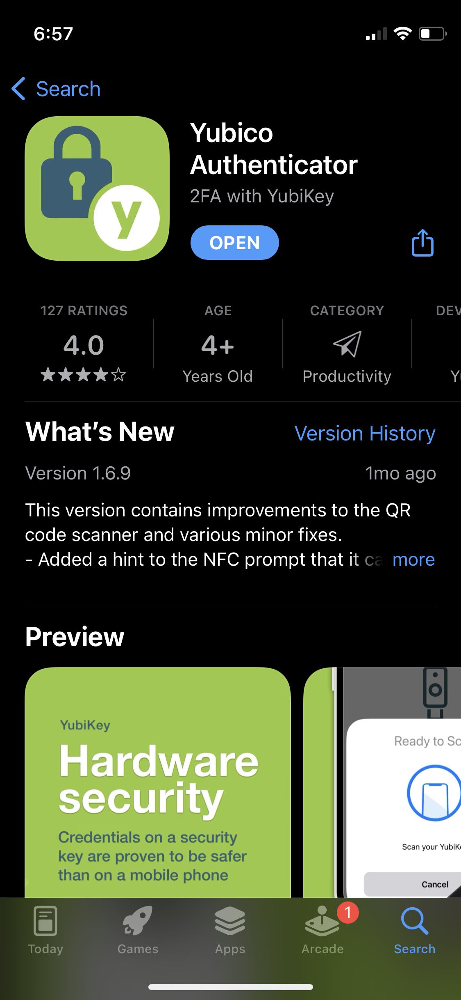 6:57
Search
Yubico
Authenticator
2FA with YubiKey
OPEN
127 RATINGS
AGE
CATEGORY
4.0
4+
Years Old
Productivity
What's New
Version History
Version 1.6.9
1mo ago
This version contains improvements to the QR
code scanner and various minor fixes.
- Added a hint to the NFC prompt that it more
Preview
YubiKey
Hardware
security
Credentials on a security
key are proven to be safer
than on a mobile phone
Ready to
Scan your
Cancel
1
Today
Games
Apps
Arcade
Search
y